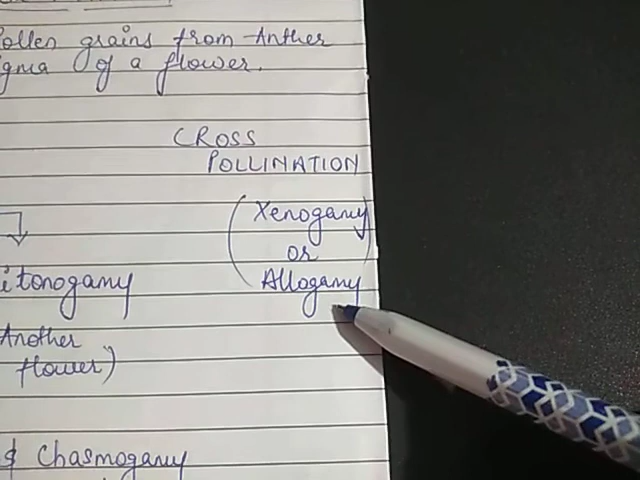 ollen grains from Anther
gma of a flower.
CROSS
POLLINATION
(Xenogamy
or
Allogamy)
itonogamy
Another
flower)
& Chasmogamy